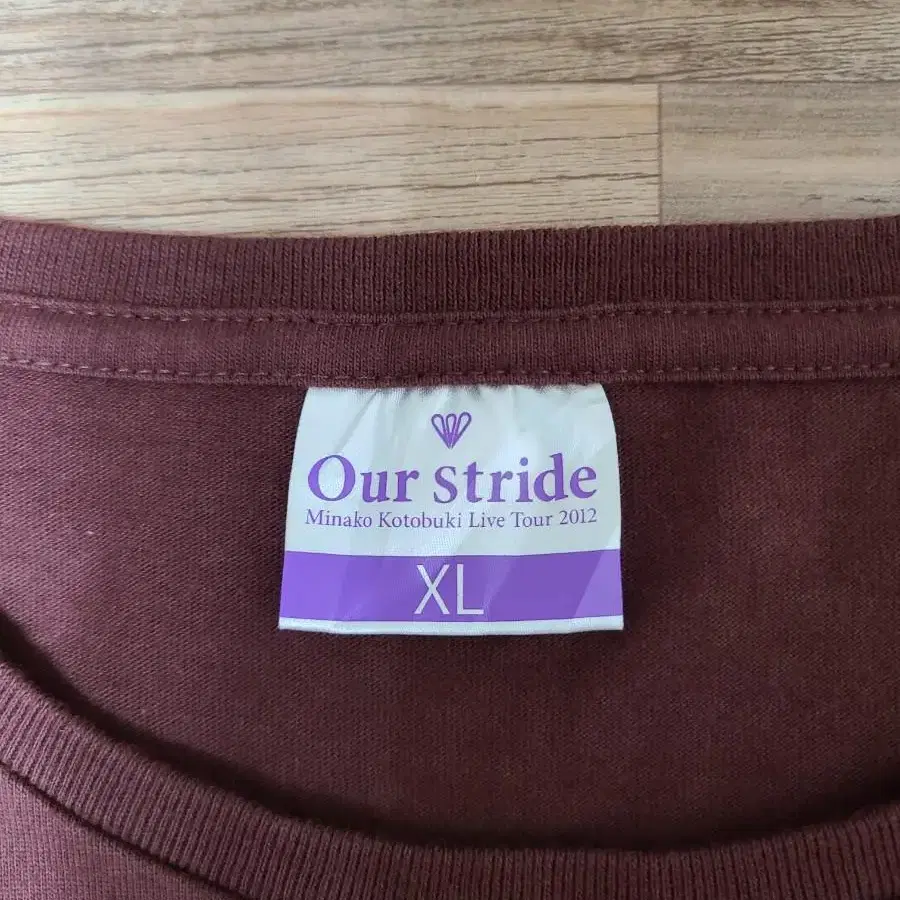 Our Stride
Minako Kotobuki Live Tour 2012
XL